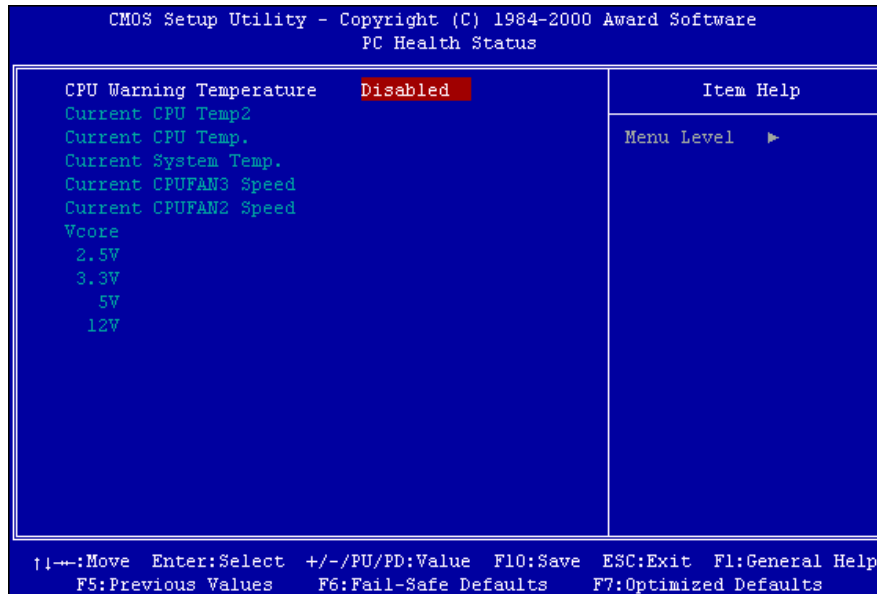 CMOS Setup Utility - Copyright (C) 1984-2000 Award Software
PC Health Status
CPU Warning Temperature Disabled
Current CPU Temp2
Current CPU Temp.
Current System Temp.
Current CPUFAN3 Speed
Current CPUFAN2 Speed
Vcore
2.5V
3.3V
5V
12V
Item Help
Menu Level ►
↑↓→←:Move Enter:Select +/-/PU/PD:Value F10:Save ESC:Exit F1:General Help
F5:Previous Values F6:Fail-Safe Defaults F7:Optimized Defaults